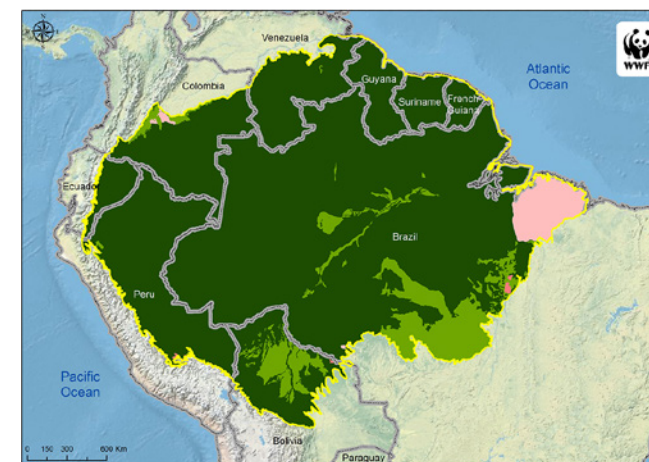 N
Venezuela
WWF
Guyana
Atlantic
Ocean
Colombia
Suriname
French
Guiana
Ecuador
Brazil
Peru
Pacific
Ocean
Bolivia
0 150 300 600 Km
Paraguay